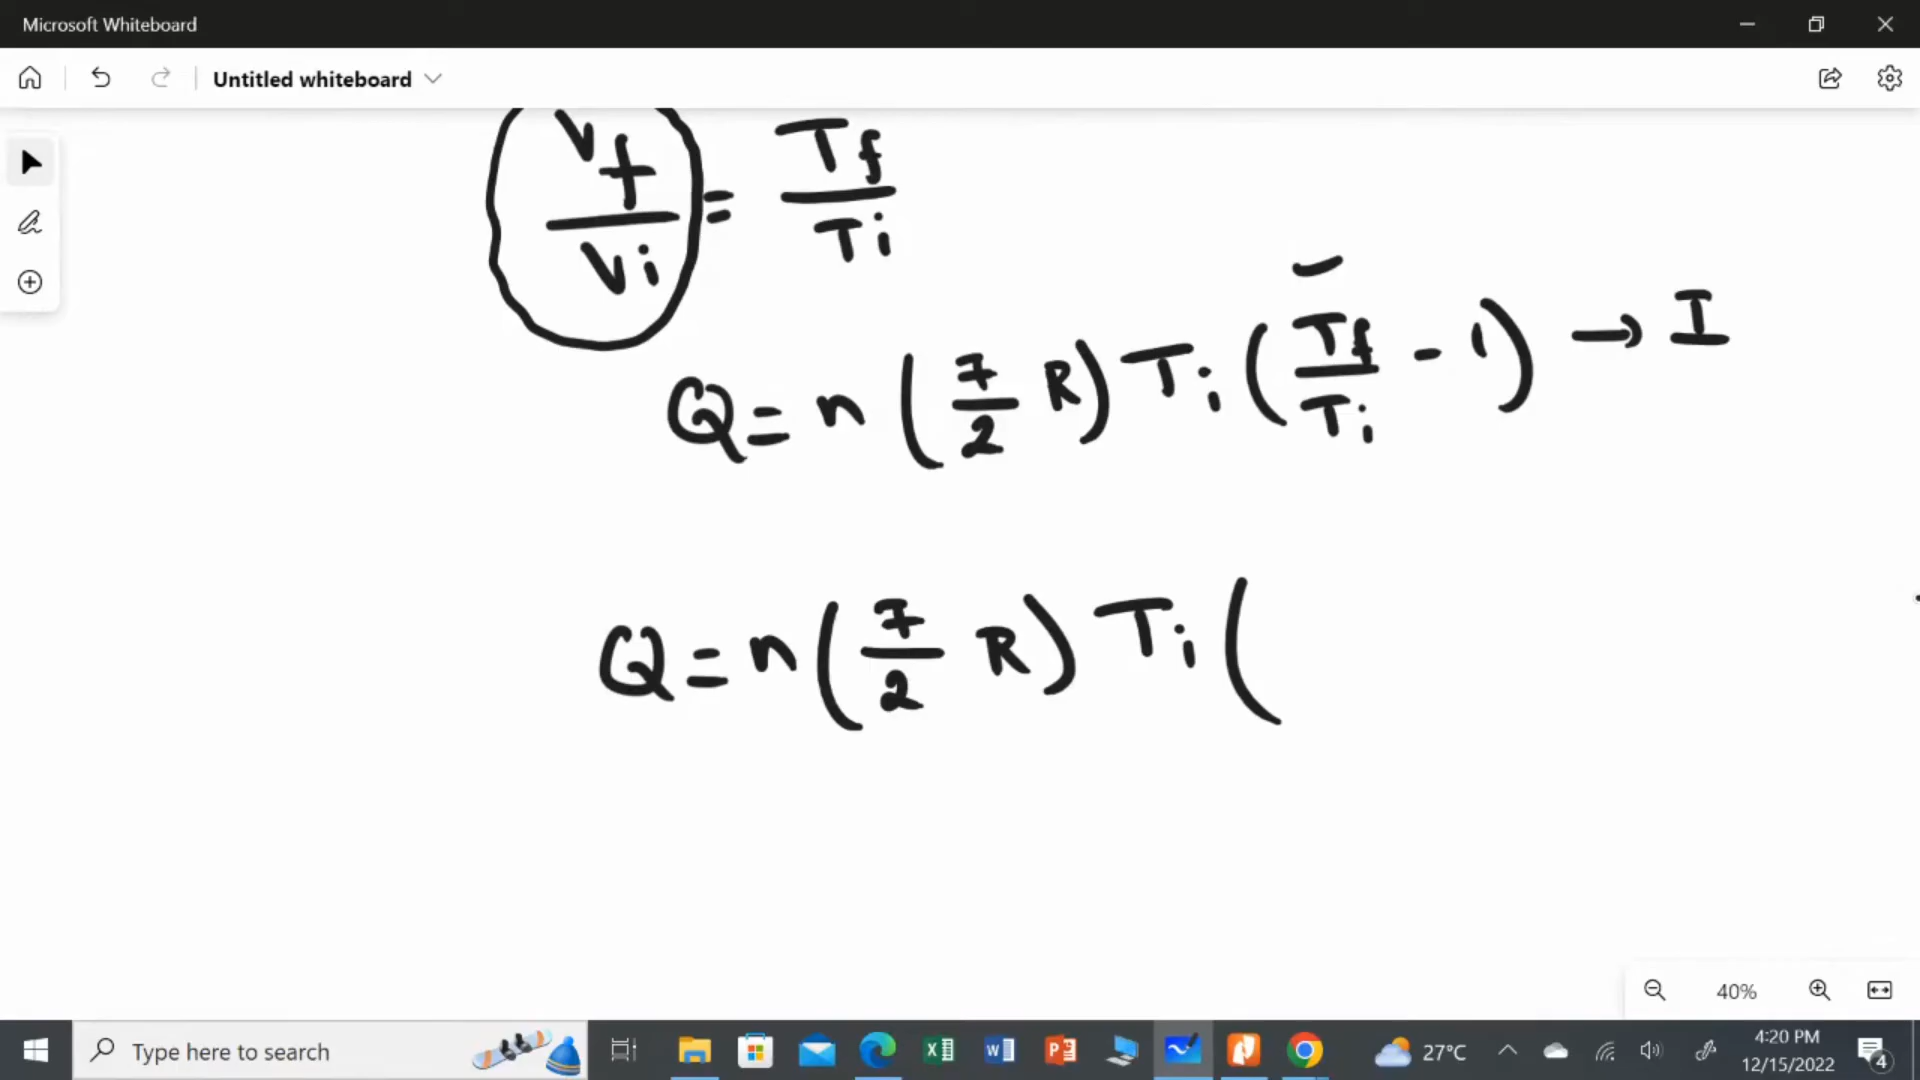 Microsoft Whiteboard
Untitled whiteboard
Vf/Vi = Tf/Ti
Q = n (7/2 R) Ti (Tf/Ti - 1) → I
Q = n (7/2 R) Ti (
40%
Type here to search
27°C
4:20 PM
12/15/2022
4